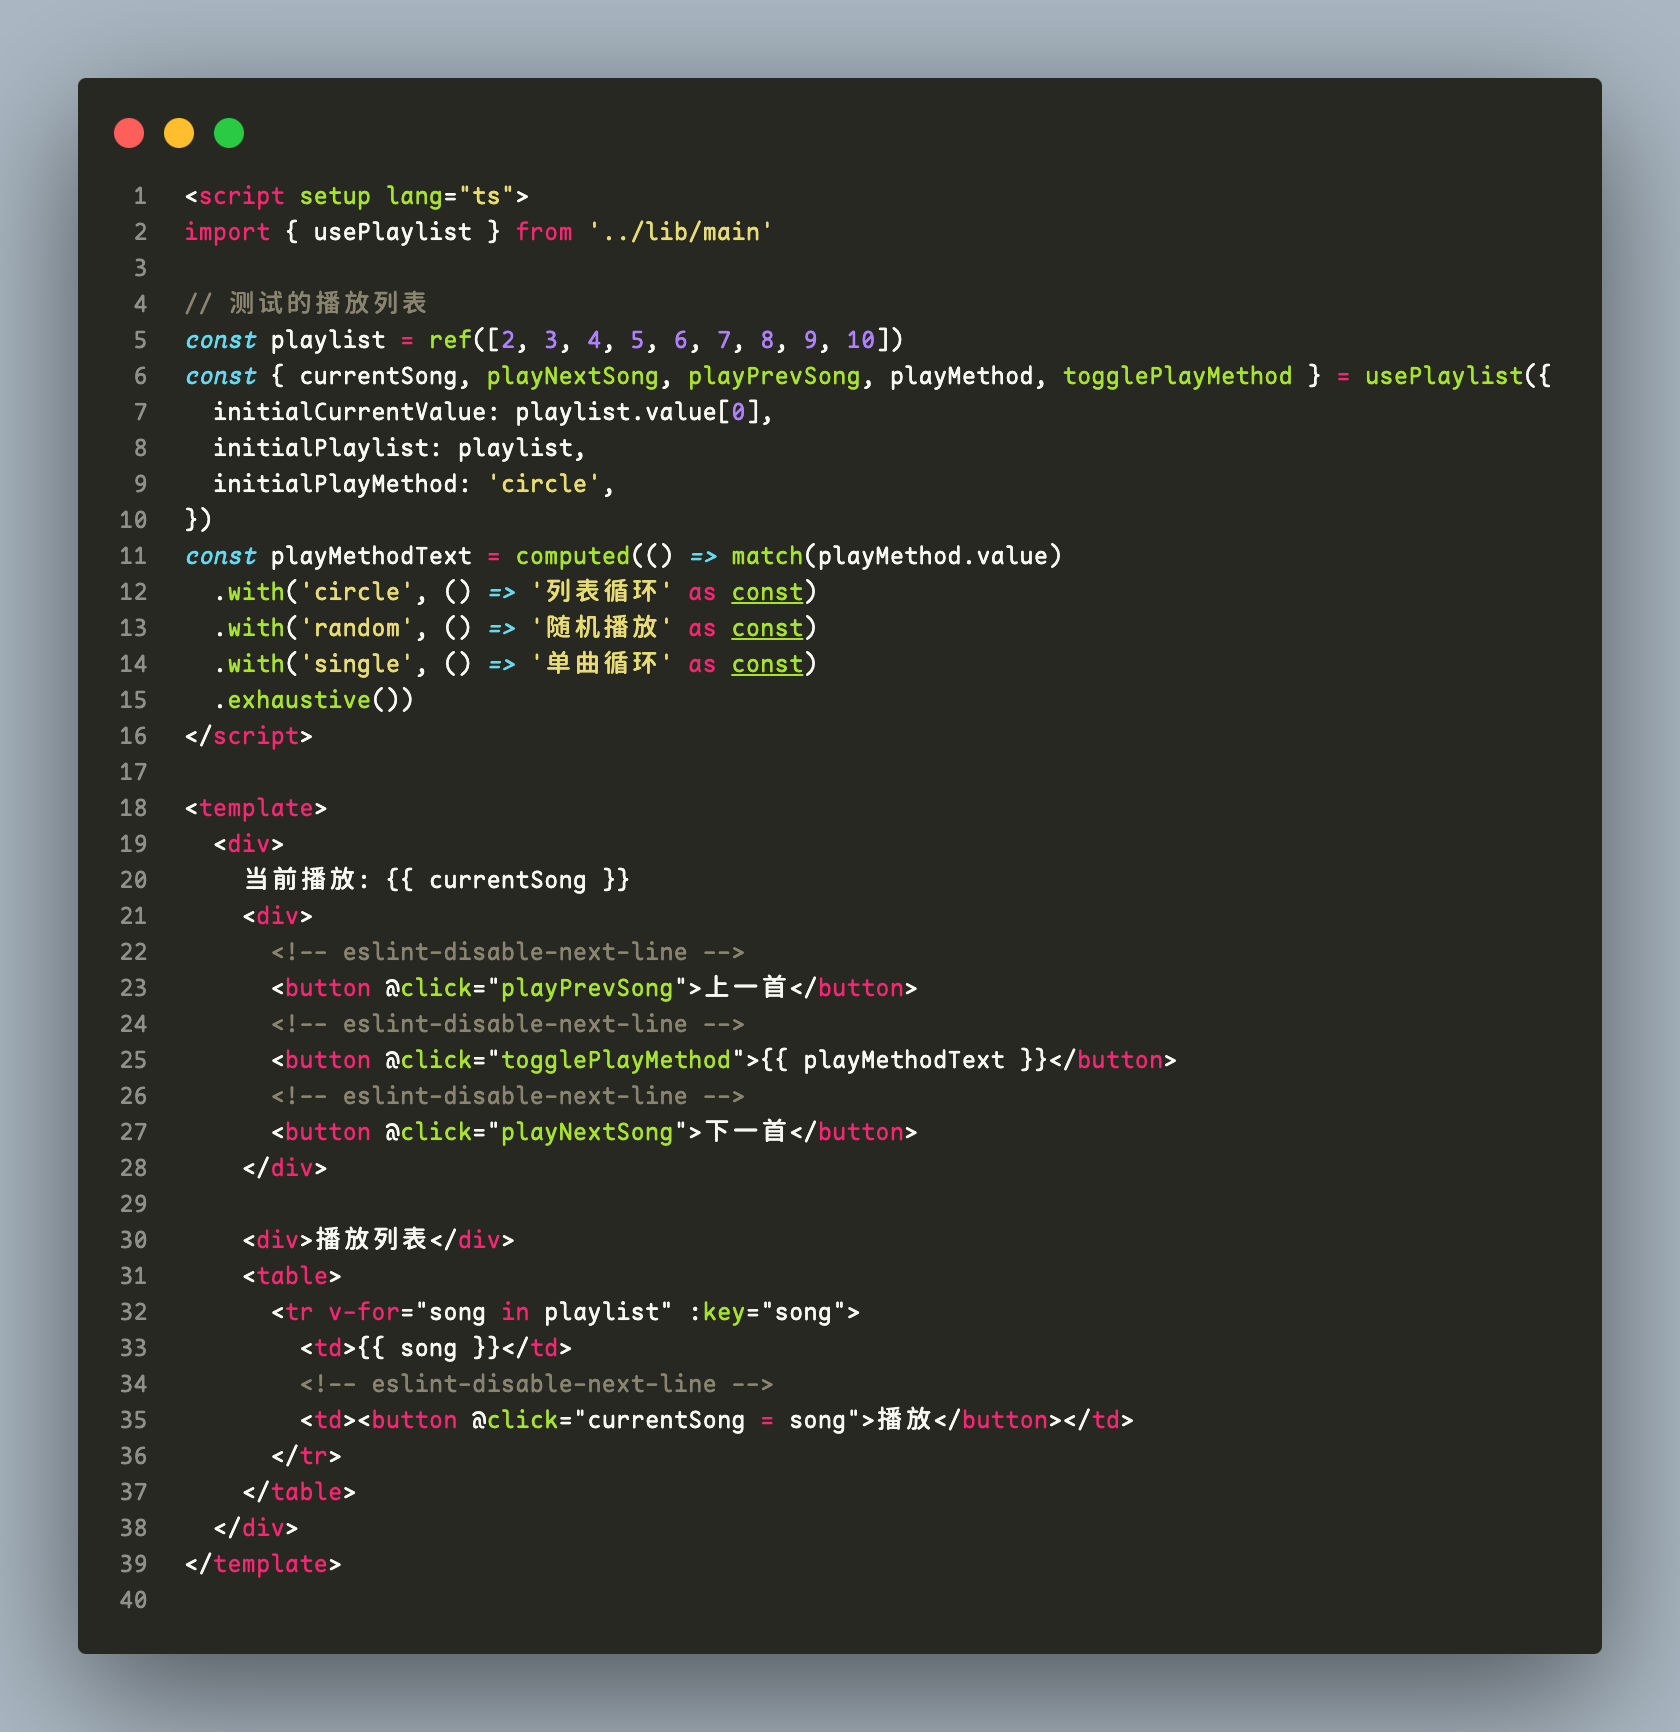 1 <script setup lang="ts">
2 import { usePlaylist } from '../lib/main'
3
4 // 测试的播放列表
5 const playlist = ref([2, 3, 4, 5, 6, 7, 8, 9, 10])
6 const { currentSong, playNextSong, playPrevSong, playMethod, togglePlayMethod } = usePlaylist({
7   initialCurrentValue: playlist.value[0],
8   initialPlaylist: playlist,
9   initialPlayMethod: 'circle',
10 })
11 const playMethodText = computed(() => match(playMethod.value)
12   .with('circle', () => '列表循环' as const)
13   .with('random', () => '随机播放' as const)
14   .with('single', () => '单曲循环' as const)
15   .exhaustive())
16 </script>
17
18 <template>
19   <div>
20     当前播放: {{ currentSong }}
21     <div>
22       <!-- eslint-disable-next-line -->
23       <button @click="playPrevSong">上一首</button>
24       <!-- eslint-disable-next-line -->
25       <button @click="togglePlayMethod">{{ playMethodText }}</button>
26       <!-- eslint-disable-next-line -->
27       <button @click="playNextSong">下一首</button>
28     </div>
29
30     <div>播放列表</div>
31     <table>
32       <tr v-for="song in playlist" :key="song">
33         <td>{{ song }}</td>
34         <!-- eslint-disable-next-line -->
35         <td><button @click="currentSong = song">播放</button></td>
36       </tr>
37     </table>
38   </div>
39 </template>
40